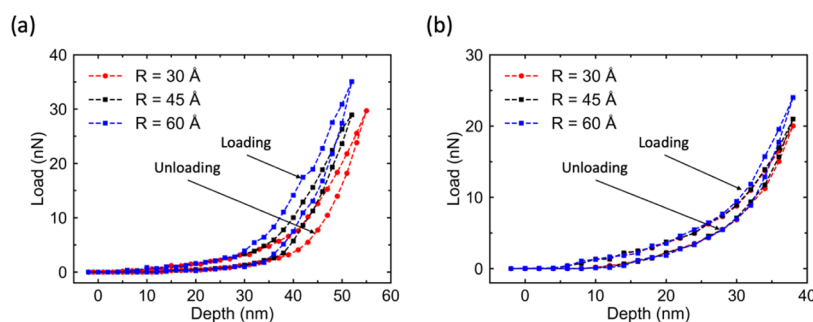 (a)
40
30
20
10
0
Load (nN)
R = 30 Å
R = 45 Å
R = 60 Å
Loading
Unloading
0 10 20 30 40 50 60
Depth (nm)
(b)
30
20
10
0
Load (nN)
R = 30 Å
R = 45 Å
R = 60 Å
Loading
Unloading
0 10 20 30 40
Depth (nm)